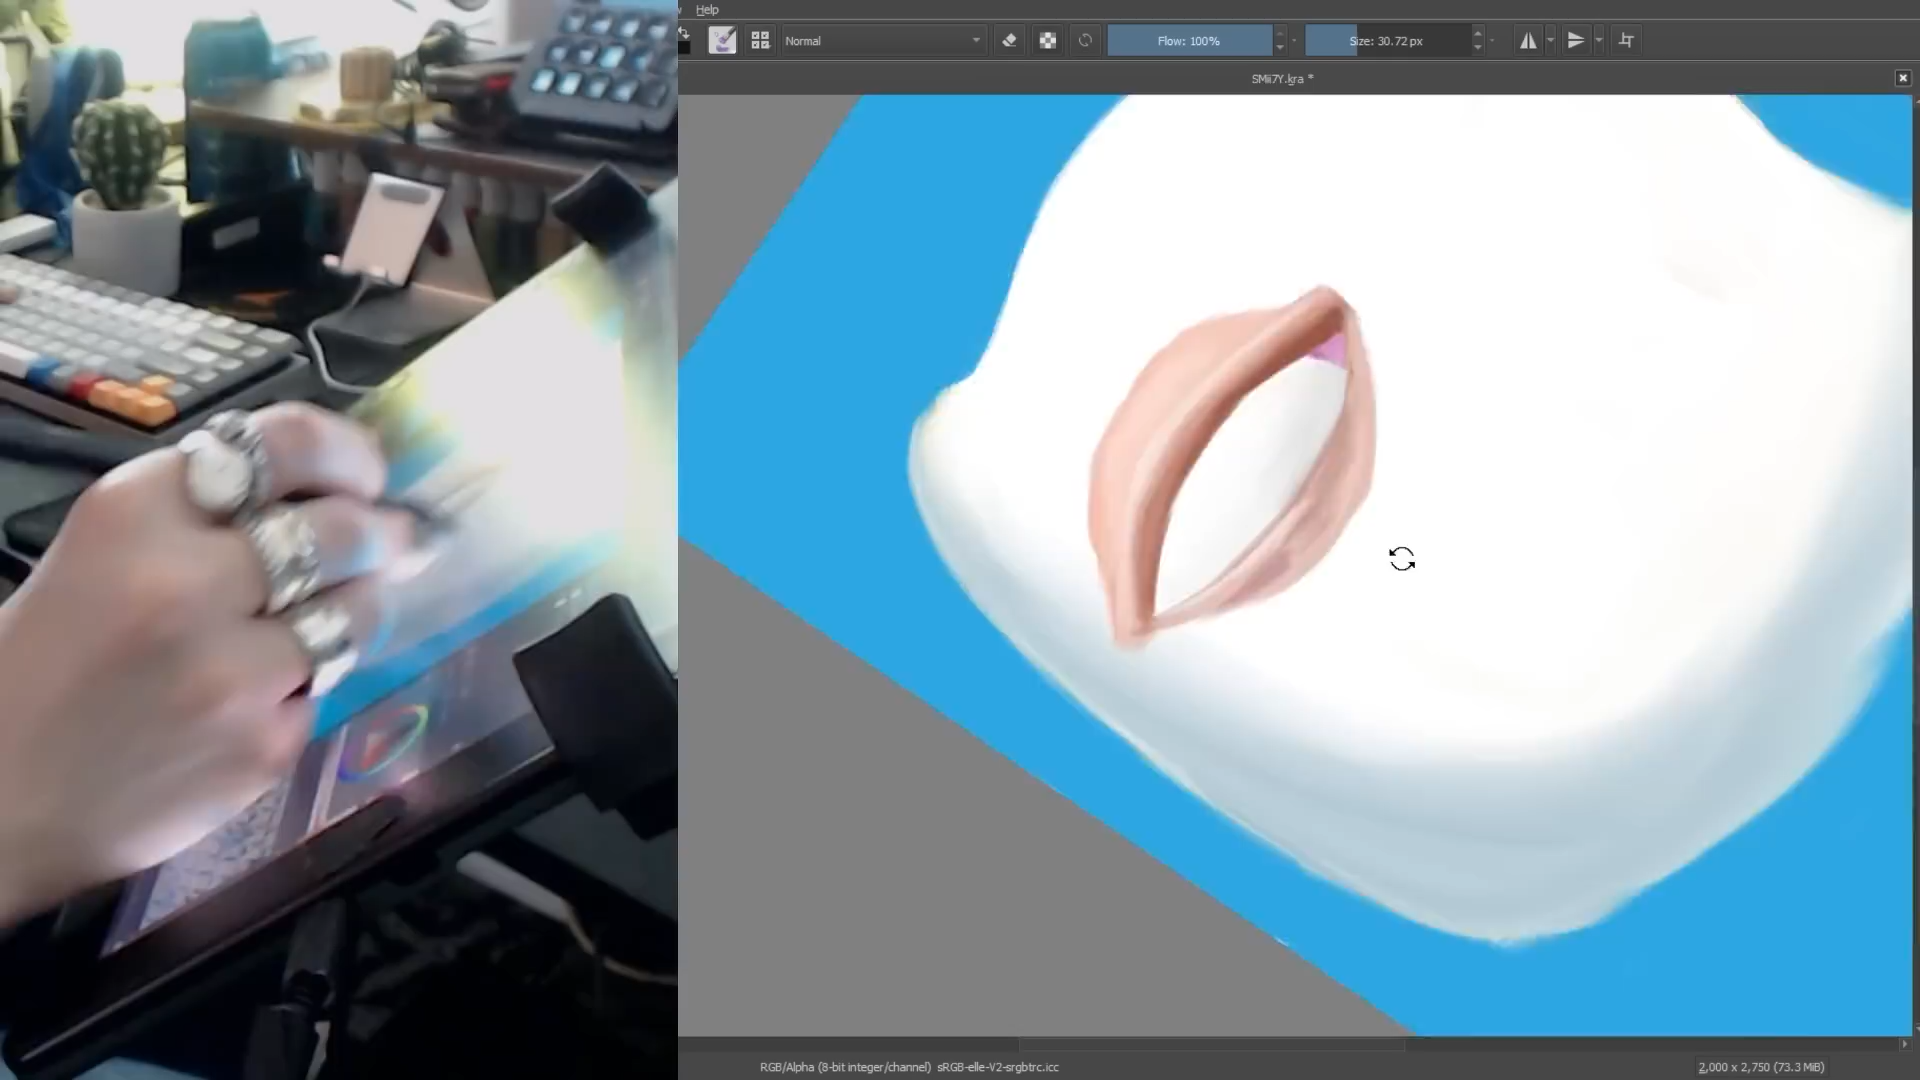 Help
Normal
Flow: 100%
Size: 30.72 px
SMii7Y.kra *
RGB/Alpha (8-bit integer/channel) sRGB-elle-V2-srgbtrc.icc
2,000 x 2,750 (73.3 MiB)